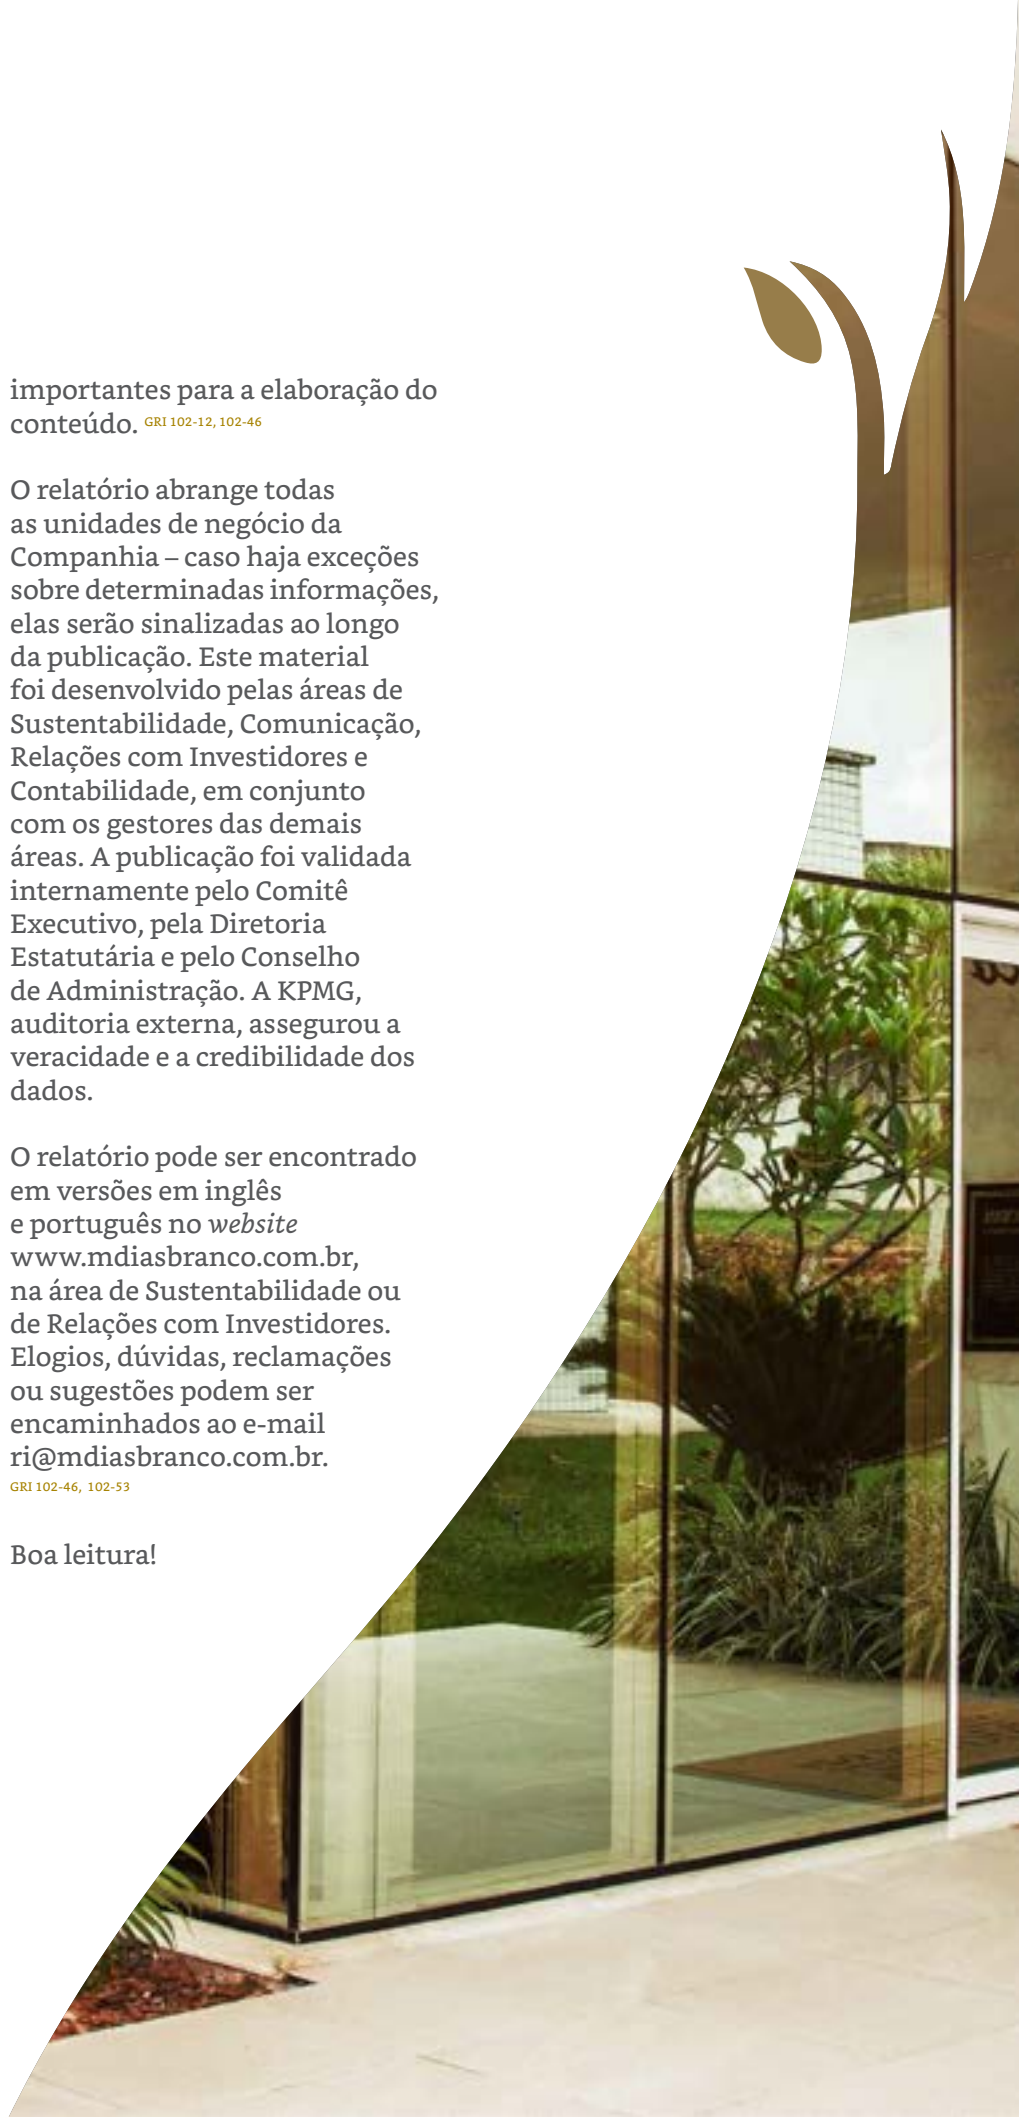 importantes para a elaboração do
conteúdo. GRI 102-12, 102-46
O relatório abrange todas
as unidades de negócio da
Companhia – caso haja exceções
sobre determinadas informações,
elas serão sinalizadas ao longo
da publicação. Este material
foi desenvolvido pelas áreas de
Sustentabilidade, Comunicação,
Relações com Investidores e
Contabilidade, em conjunto
com os gestores das demais
áreas. A publicação foi validada
internamente pelo Comitê
Executivo, pela Diretoria
Estatutária e pelo Conselho
de Administração. A KPMG,
auditoria externa, assegurou a
veracidade e a credibilidade dos
dados.
O relatório pode ser encontrado
em versões em inglês
e português no website
www.mdiasbranco.com.br,
na área de Sustentabilidade ou
de Relações com Investidores.
Elogios, dúvidas, reclamações
ou sugestões podem ser
encaminhados ao e-mail
ri@mdiasbranco.com.br.
GRI 102-46, 102-53
Boa leitura!